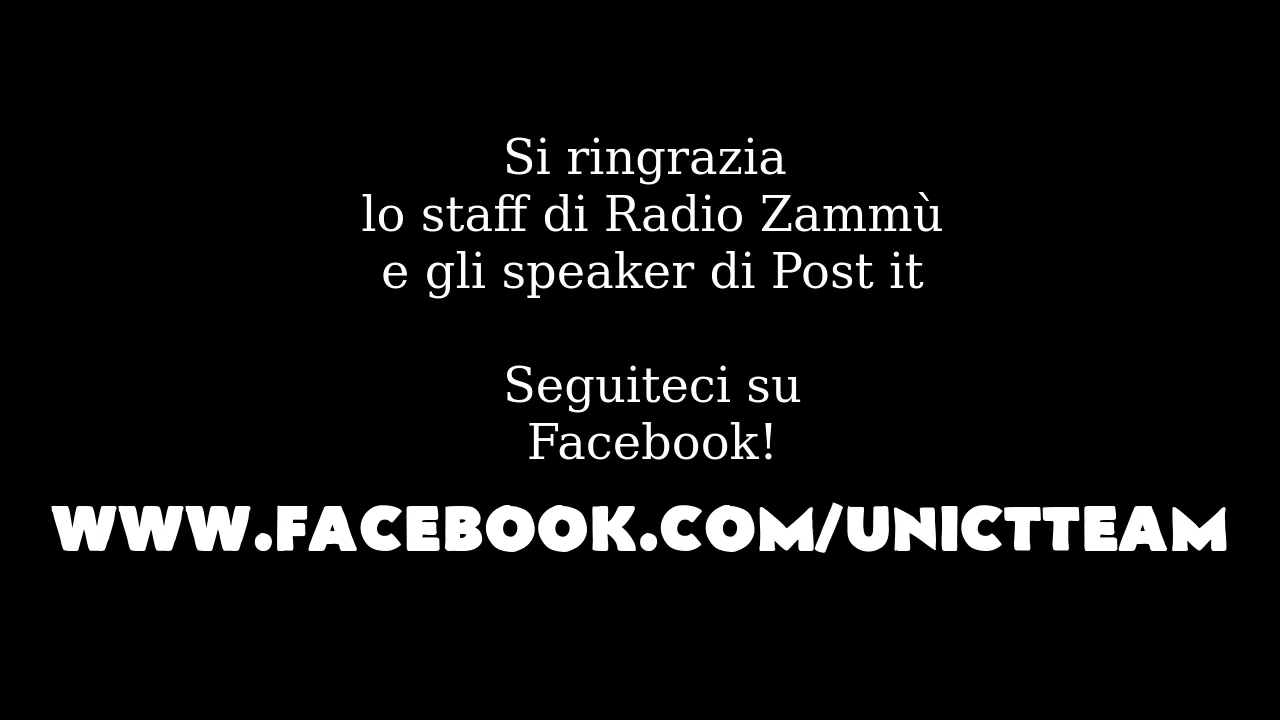 Si ringrazia
lo staff di Radio Zammù
e gli speaker di Post it
Seguiteci su
Facebook!
WWW.FACEBOOK.COM/UNICTTEAM